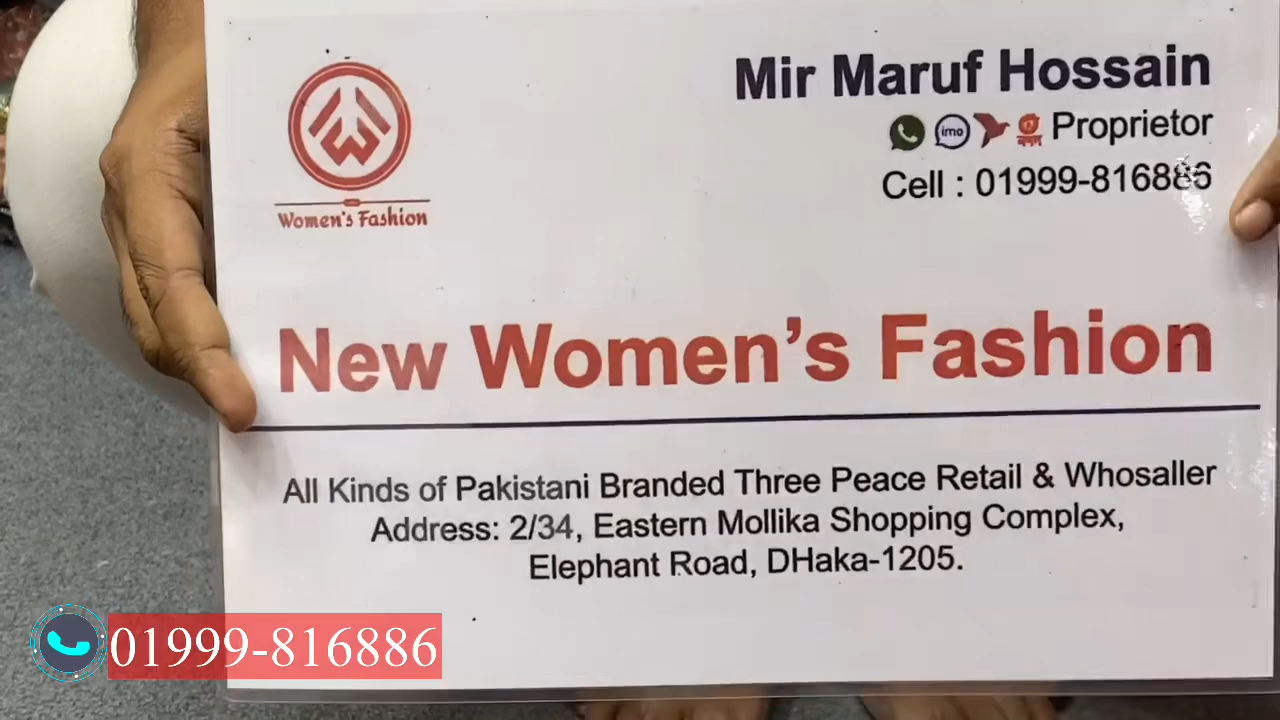 Mir Maruf Hossain
imo
Proprietor
Cell : 01999-816886
Women's Fashion
New Women's Fashion
All Kinds of Pakistani Branded Three Peace Retail & Whosaller
Address: 2/34, Eastern Mollika Shopping Complex,
Elephant Road, DHaka-1205.
01999-816886